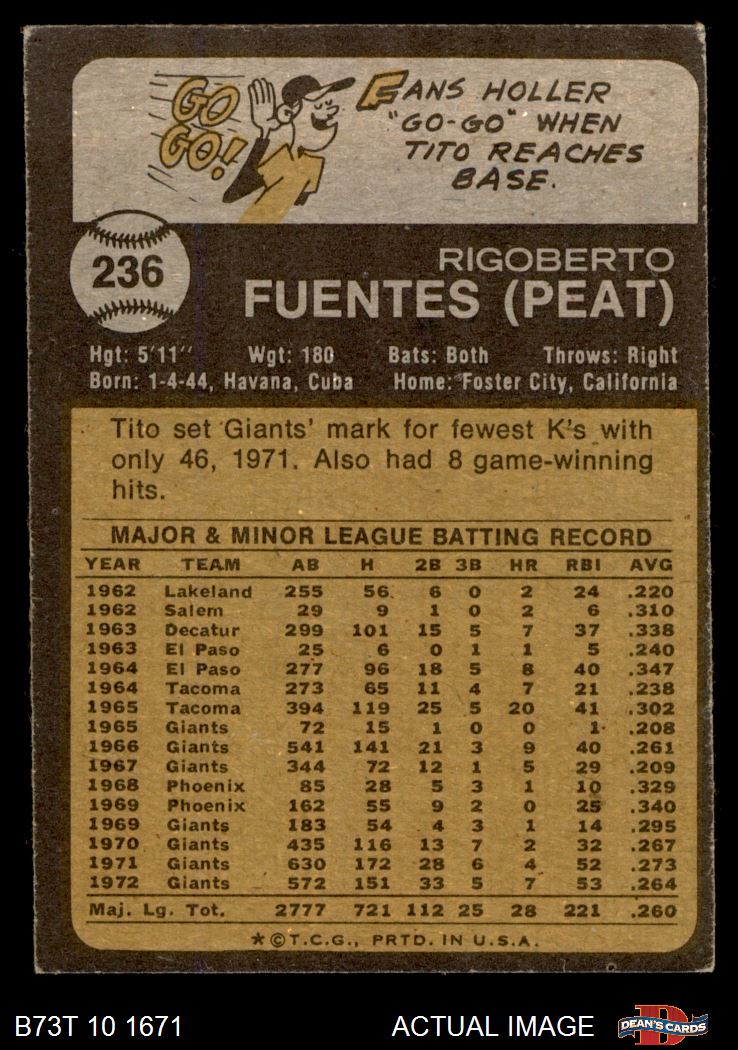 GO
GO!
FANS HOLLER
"GO-GO" WHEN
TITO REACHES
BASE.
236
RIGOBERTO
FUENTES (PEAT)
Hgt: 5'11" Wgt: 180 Bats: Both Throws: Right
Born: 1-4-44, Havana, Cuba Home: Foster City, California
Tito set Giants' mark for fewest K's with
only 46, 1971. Also had 8 game-winning
hits.
MAJOR & MINOR LEAGUE BATTING RECORD
YEAR TEAM AB H 2B 3B HR RBI AVG
1962 Lakeland 255 56 6 0 2 24 .220
1962 Salem 29 9 1 0 2 6 .310
1963 Decatur 299 101 15 5 7 37 .338
1963 El Paso 25 6 0 1 1 5 .240
1964 El Paso 277 96 18 5 8 40 .347
1964 Tacoma 273 65 11 4 7 21 .238
1965 Tacoma 394 119 25 5 20 41 .302
1965 Giants 72 15 1 0 0 1 .208
1966 Giants 541 141 21 3 9 40 .261
1967 Giants 344 72 12 1 5 29 .209
1968 Phoenix 85 28 5 3 1 10 .329
1969 Phoenix 162 55 9 2 0 25 .340
1969 Giants 183 54 4 3 1 14 .295
1970 Giants 435 116 13 7 2 32 .267
1971 Giants 630 172 28 6 4 52 .273
1972 Giants 572 151 33 5 7 53 .264
Maj. Lg. Tot. 2777 721 112 25 28 221 .260
*©T.C.G., PRTD. IN U.S.A.
B73T 10 1671 ACTUAL IMAGE D DEAN'S CARDS